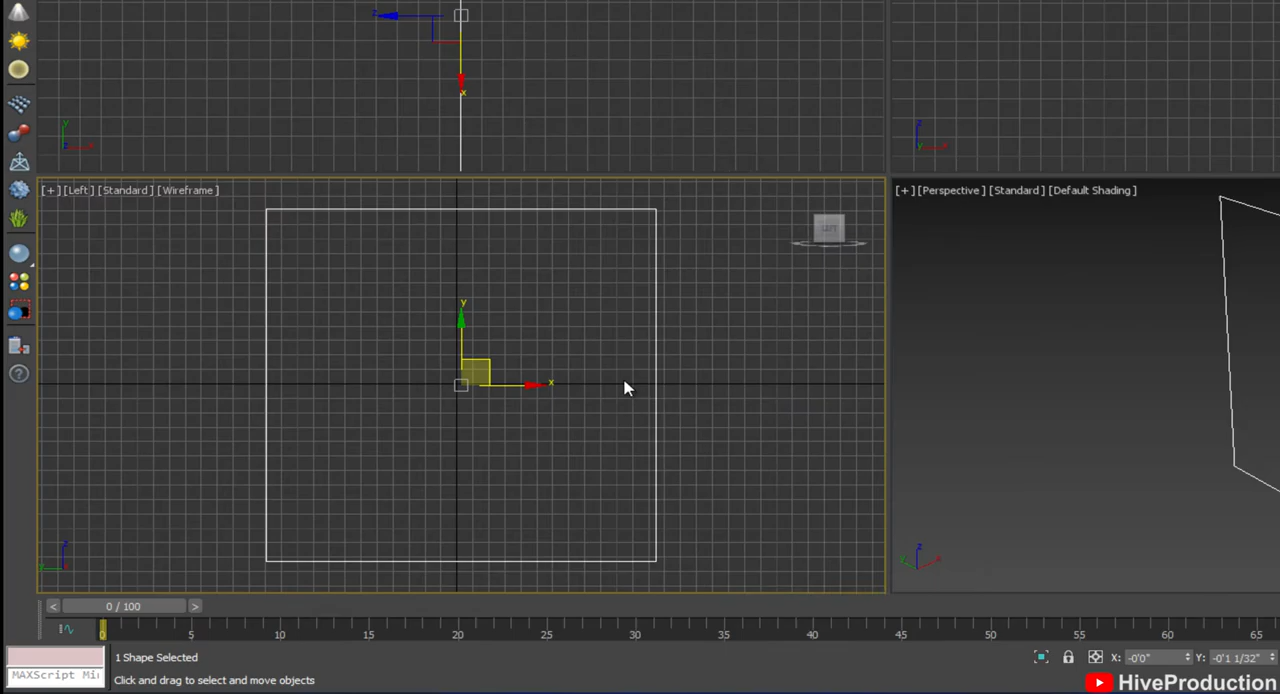 z
x
y
z
[+] [Left] [Standard] [Wireframe]
[+] [Perspective] [Standard] [Default Shading]
LEFT
y
x
z
z
y
x
< 0 / 100 >
0 5 10 15 20 25 30 35 40 45 50 55 60 65
1 Shape Selected
X: -0'0" Y: -0'1 1/32"
MAXScript Mi
Click and drag to select and move objects
HiveProduction